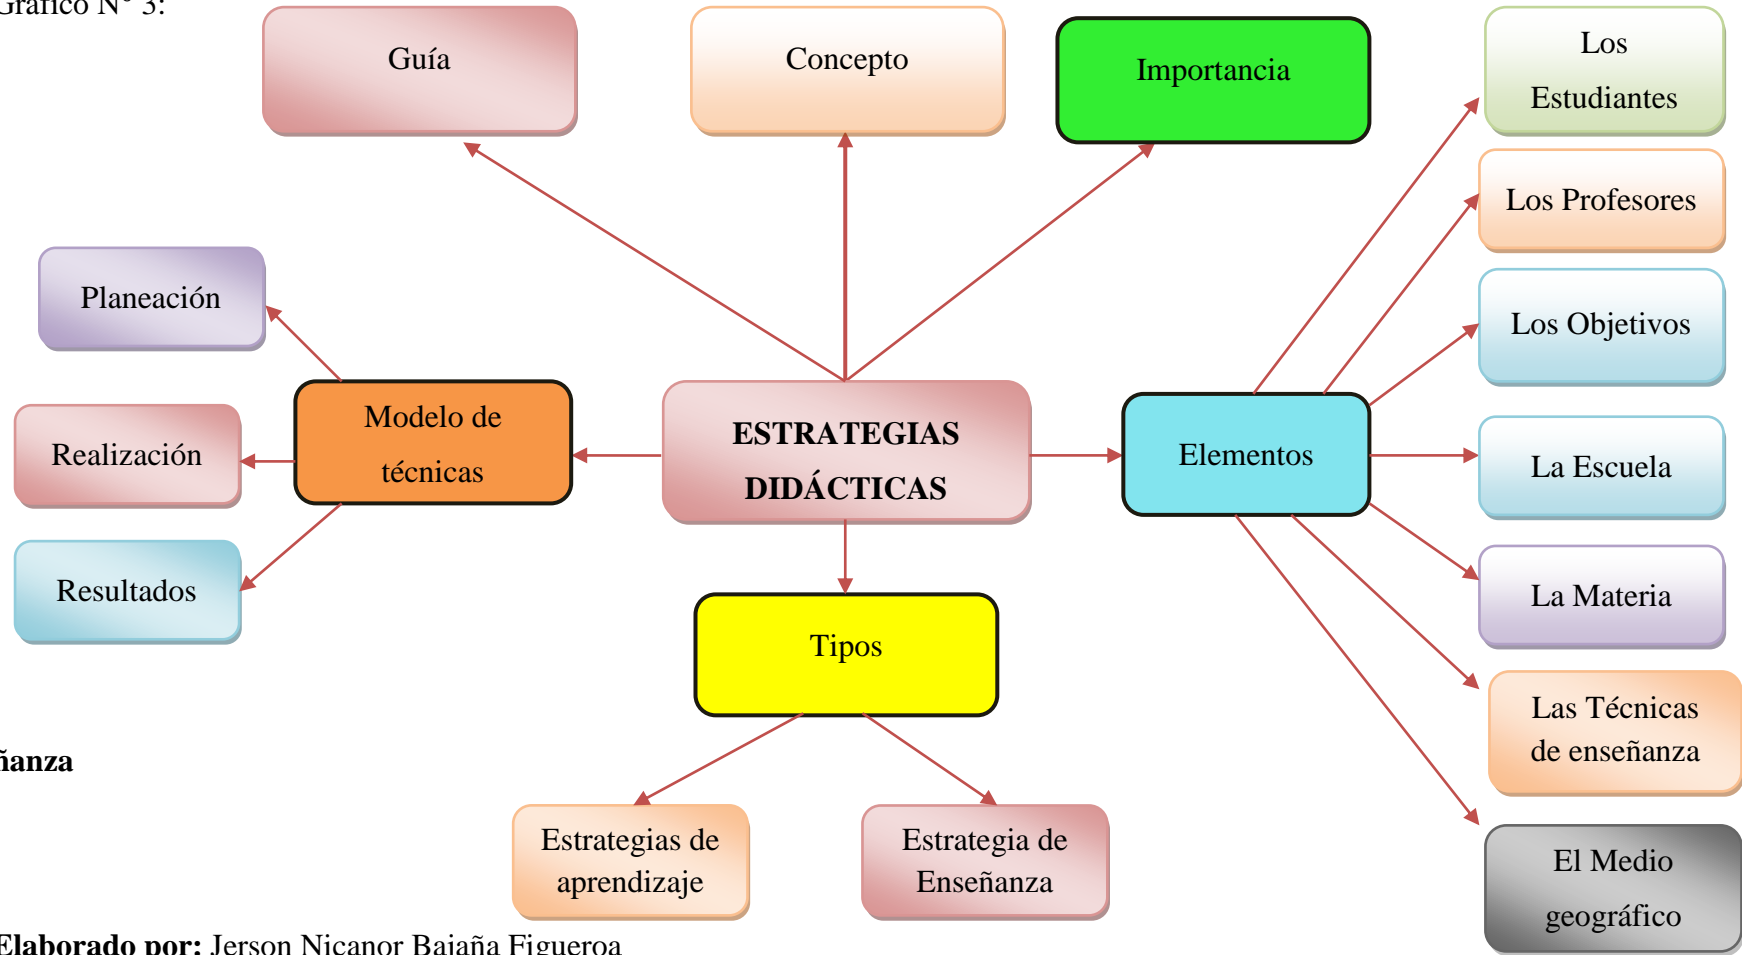 Gráfico N° 3:
Guía
Concepto
Importancia
Los
Estudiantes
Los Profesores
Planeación
Los Objetivos
Modelo de
técnicas
ESTRATEGIAS
DIDÁCTICAS
Elementos
Realización
La Escuela
Resultados
La Materia
Tipos
Las Técnicas
de enseñanza
ñanza
Estrategias de
aprendizaje
Estrategia de
Enseñanza
El Medio
geográfico
Elaborado por: Jerson Nicanor Bajaña Figueroa